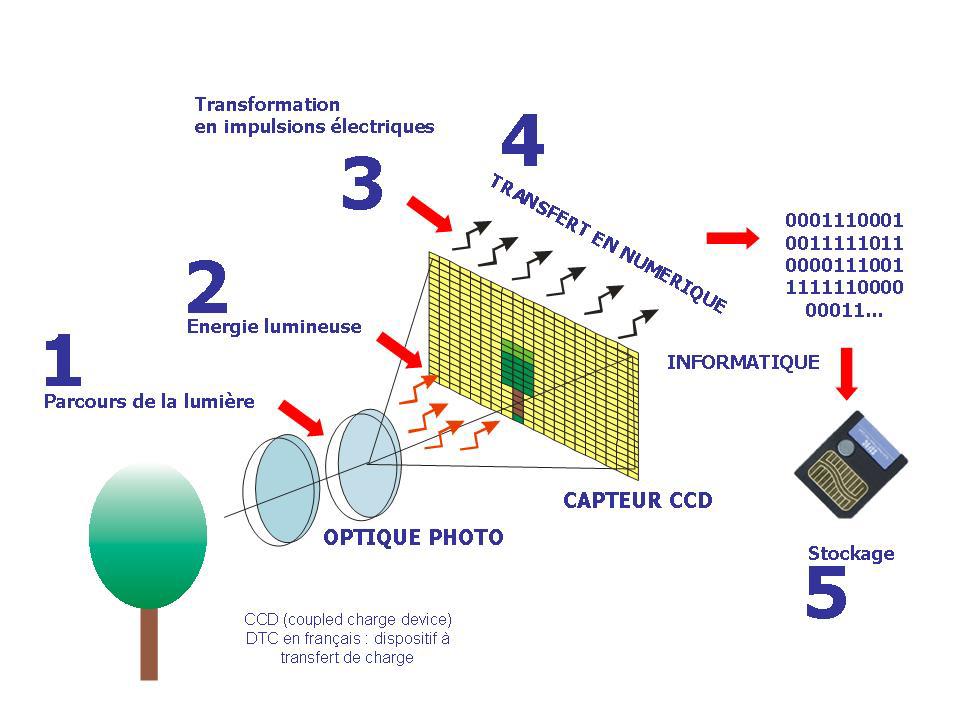 Transformation
en impulsions électriques
3
4
TRANSFERT EN NUMERIQUE
0001110001
0011111011
0000111001
1111110000
00011...
2
Energie lumineuse
1
Parcours de la lumière
INFORMATIQUE
CAPTEUR CCD
OPTIQUE PHOTO
Stockage
5
CCD (coupled charge device)
DTC en français : dispositif à
transfert de charge